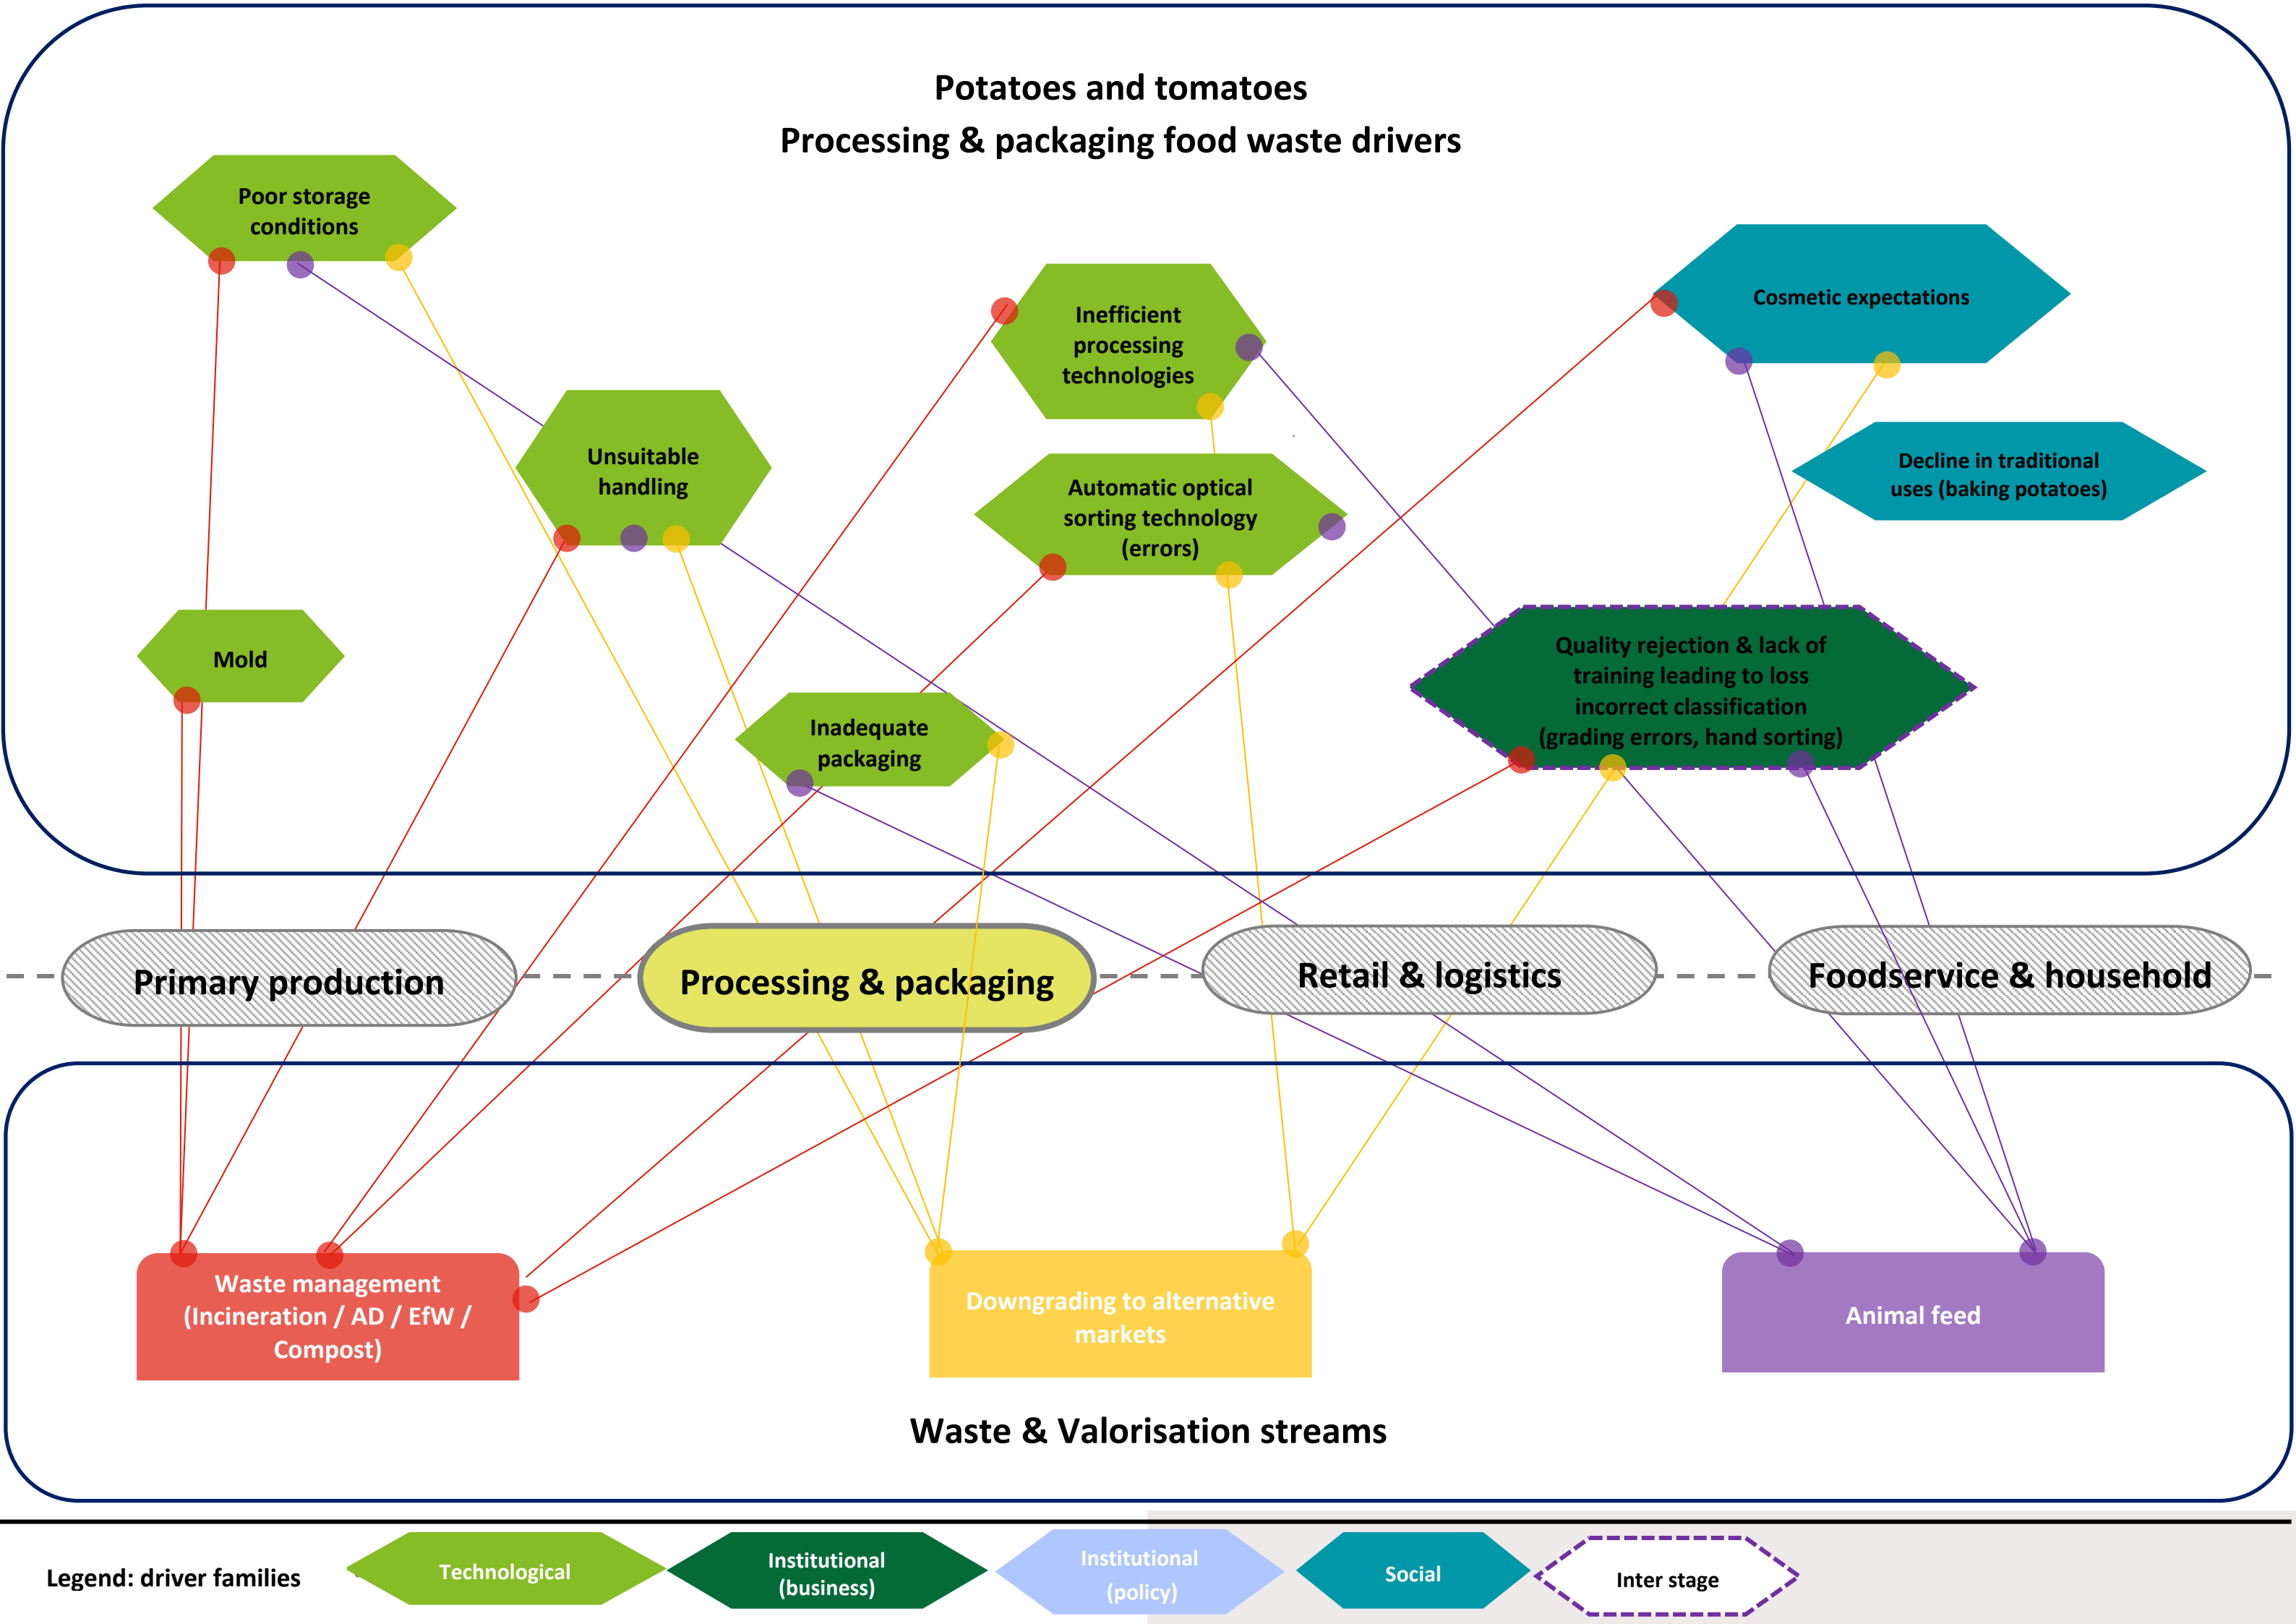 Potatoes and tomatoes
Processing & packaging food waste drivers
Poor storage
conditions
Inefficient
processing
technologies
Cosmetic expectations
Unsuitable
handling
Automatic optical
sorting technology
(errors)
Decline in traditional
uses (baking potatoes)
Mold
Inadequate
packaging
Quality rejection & lack of
training leading to loss
incorrect classification
(grading errors, hand sorting)
Primary production
Processing & packaging
Retail & logistics
Foodservice & household
Waste management
(Incineration / AD / EfW /
Compost)
Downgrading to alternative
markets
Animal feed
Waste & Valorisation streams
Legend: driver families
Technological
Institutional
(business)
Institutional
(policy)
Social
Inter stage